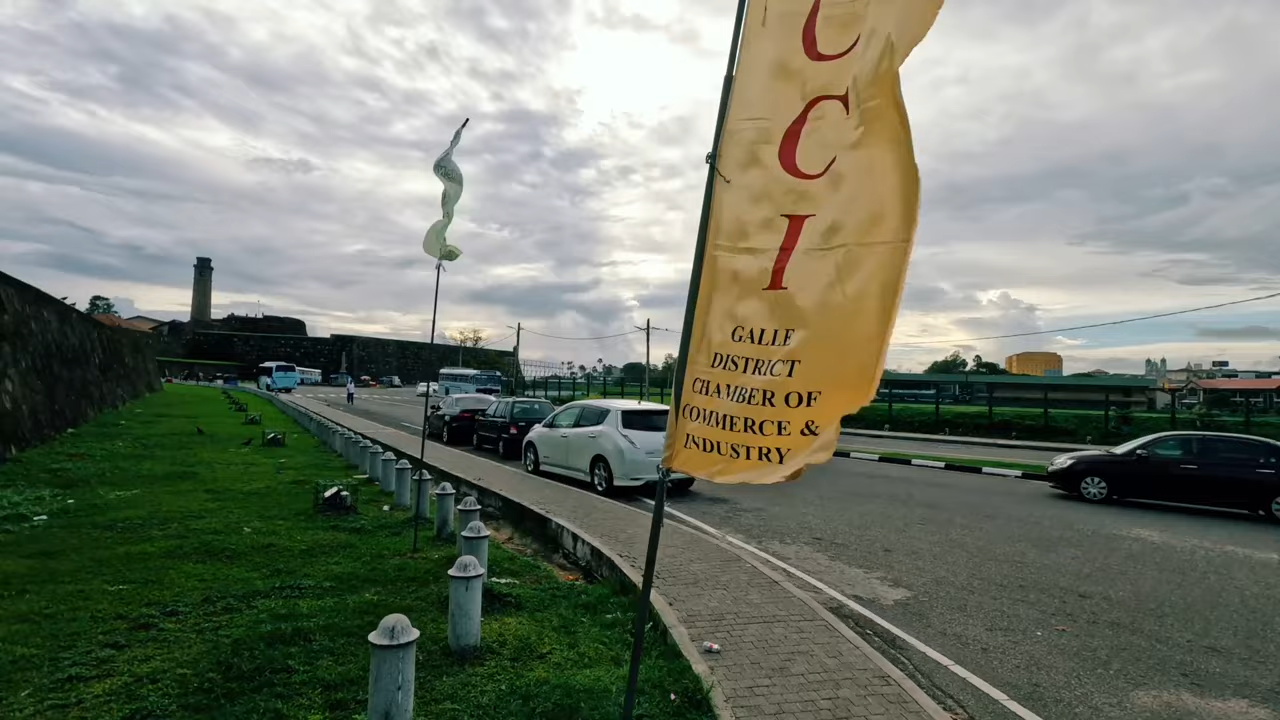 C
C
I
GALLE
DISTRICT
CHAMBER OF
COMMERCE &
INDUSTRY